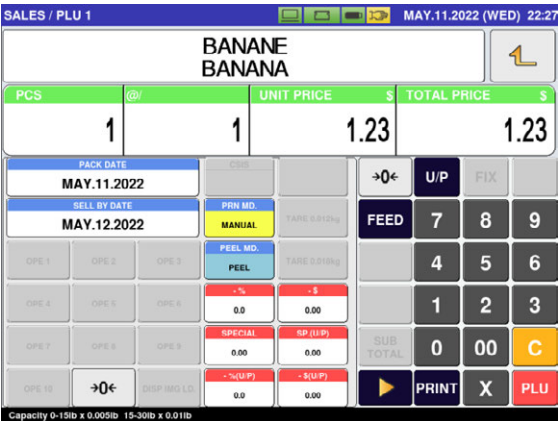 SALES / PLU 1
MAY.11.2022 (WED) 22:27
BANANE
BANANA
PCS @/ UNIT PRICE $ TOTAL PRICE $
1 1 1.23 1.23
PACK DATE
MAY.11.2022
CMS
→0← U/P FIX
SELL BY DATE
MAY.12.2022
PRN MD.
MANUAL
TARE 0.012kg
FEED 7 8 9
OPE 1 OPE 2 OPE 3
PEEL MD.
PEEL
TARE 0.018kg
4 5 6
OPE 4 OPE 5 OPE 6
- % - $
0.0 0.00
1 2 3
OPE 7 OPE 8 OPE 9
SPECIAL SP (U/P)
0.00 0.00
SUB TOTAL
0 00 C
OPE 10 →0← DISP IMG LD.
- %(U/P) - $(U/P)
0.0 0.00
PRINT X PLU
Capacity 0-15lb x 0.005lb 15-30lb x 0.01lb